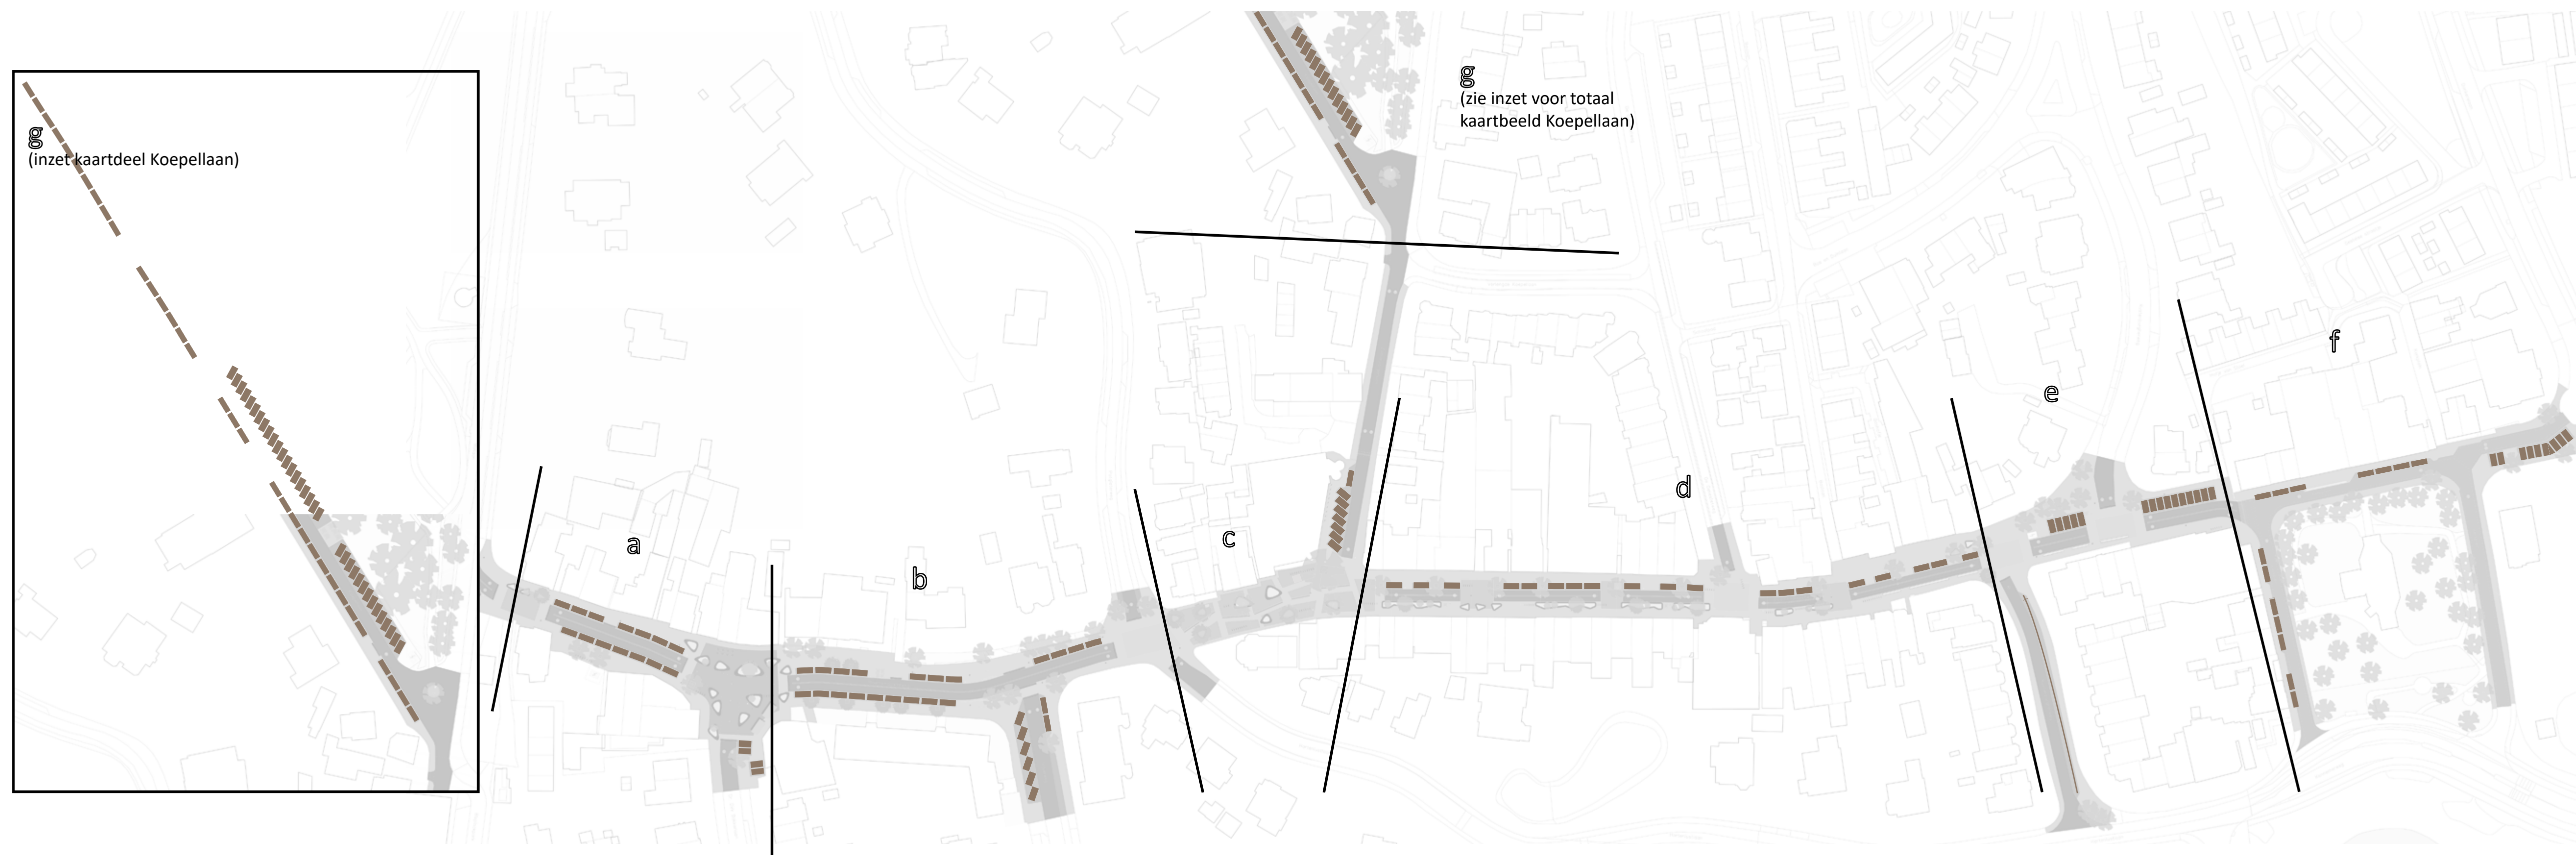 g
(inzet kaartdeel Koepellaan)
g
(zie inzet voor totaal
kaartbeeld Koepellaan)
a
b
c
d
e
f